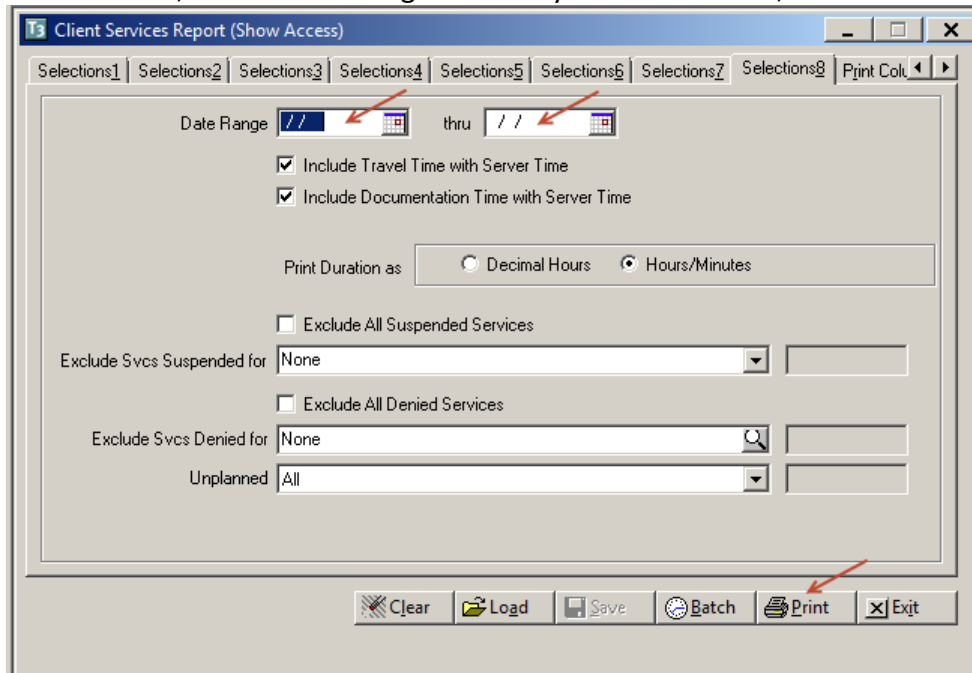 T3 Client Services Report (Show Access)
Selections1 Selections2 Selections3 Selections4 Selections5 Selections6 Selections7 Selections8 Print Colu
Date Range / / thru / /
Include Travel Time with Server Time
Include Documentation Time with Server Time
Print Duration as Decimal Hours Hours/Minutes
Exclude All Suspended Services
Exclude Svcs Suspended for None
Exclude All Denied Services
Exclude Svcs Denied for None
Unplanned All
Clear Load Save Batch Print Exit